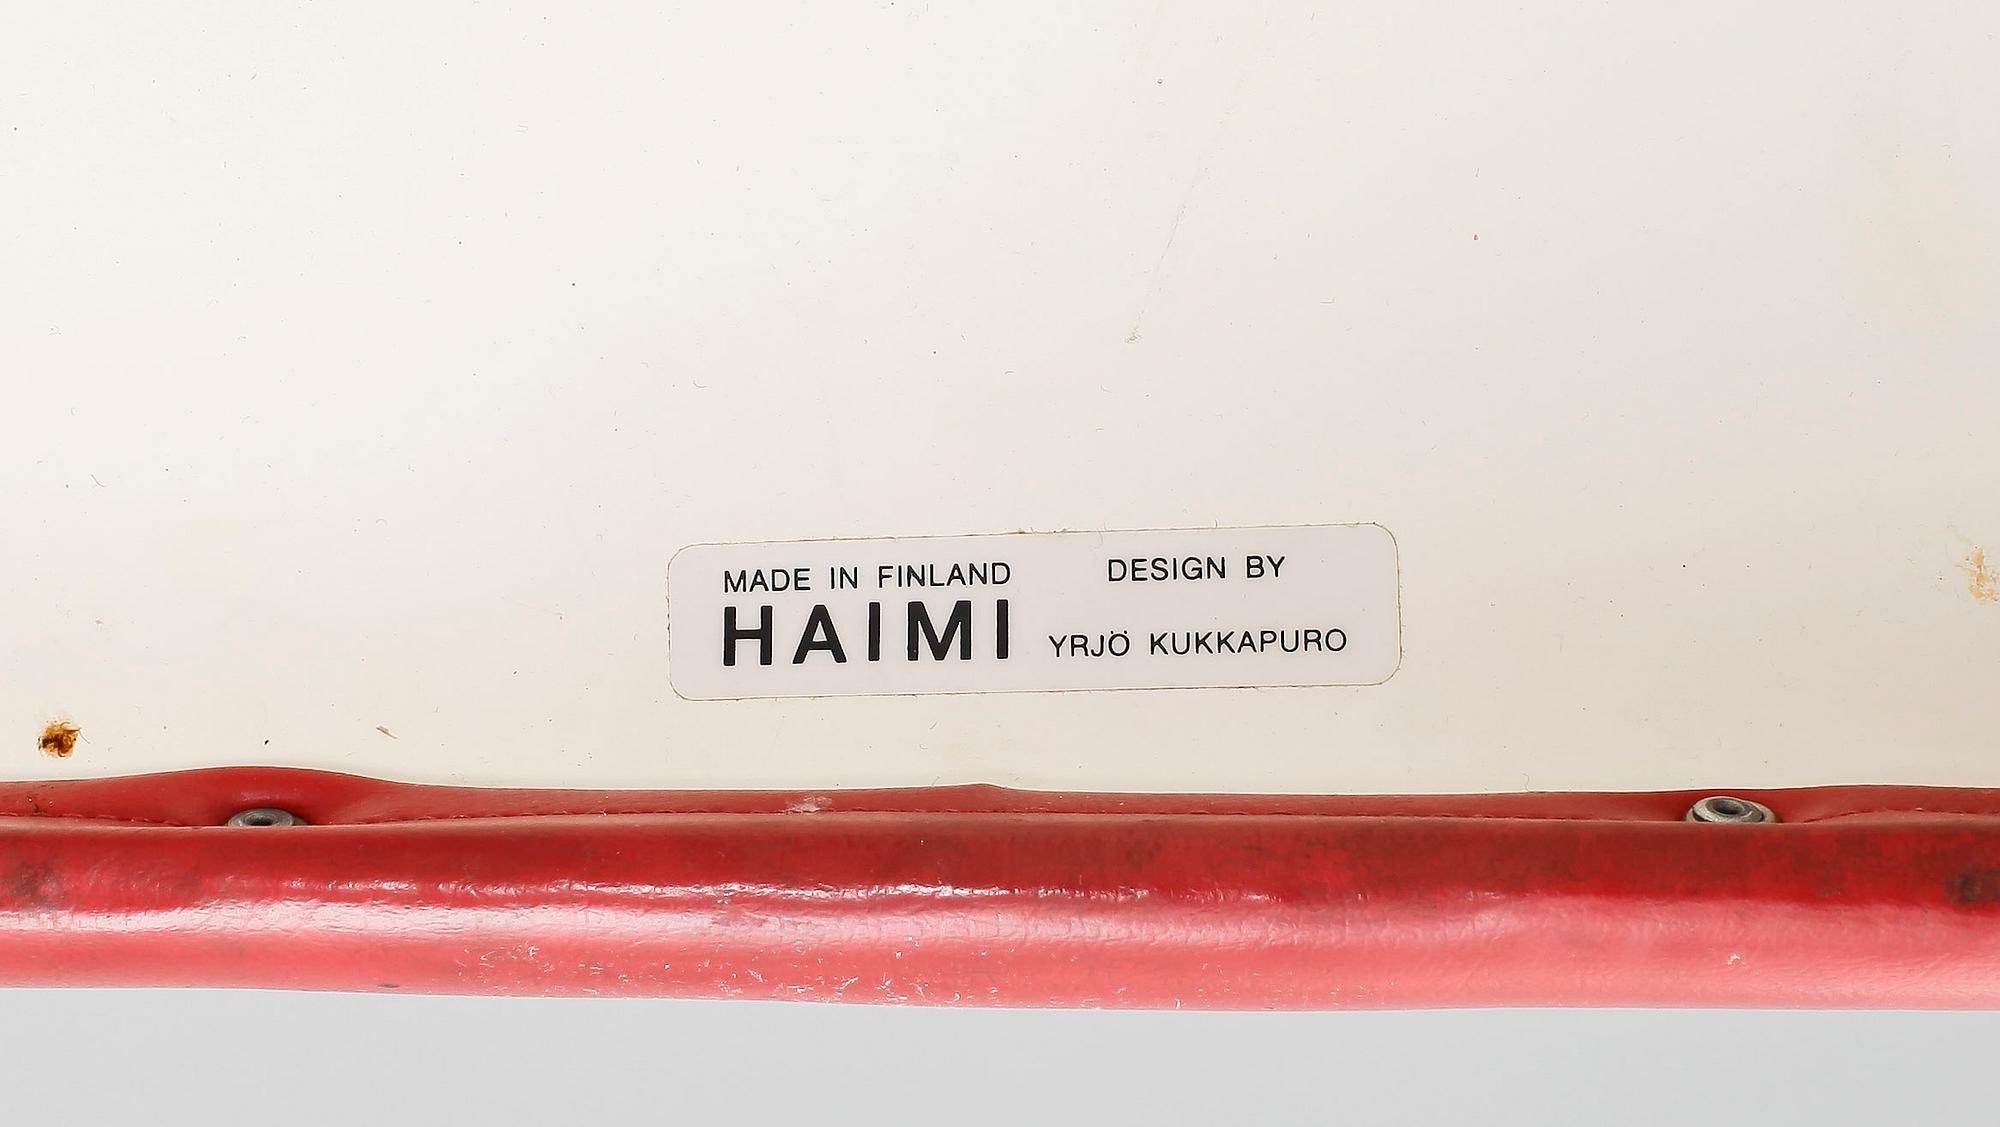 MADE IN FINLAND
HAIMI
DESIGN BY
YRJÖ KUKKAPURO